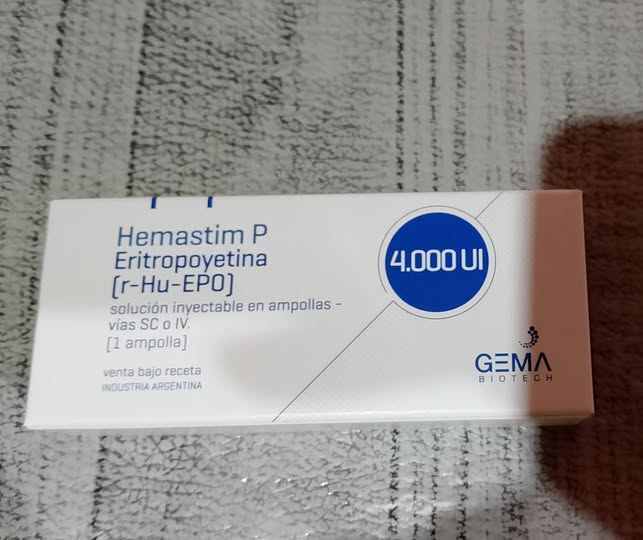 Hemastim P
Eritropoyetina
(r-Hu-EPO)
solución inyectable en ampollas -
vías SC o IV.
[1 ampolla]
venta bajo receta
INDUSTRIA ARGENTINA
4.000 UI
GEMA
BIOTECH